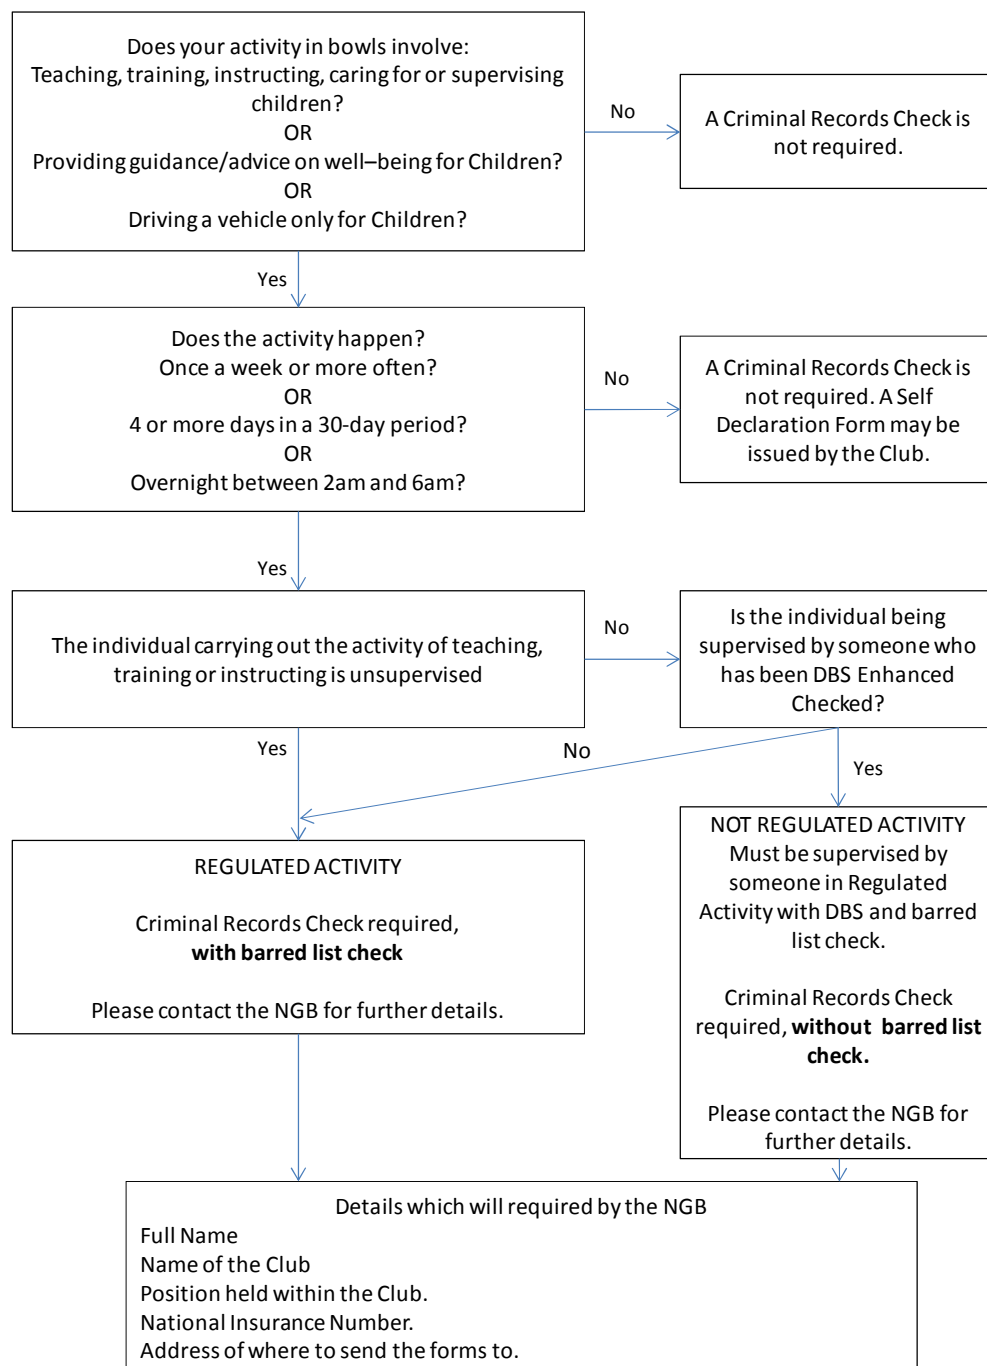 Does your activity in bowls involve:
Teaching, training, instructing, caring for or supervising
children?
OR
Providing guidance/advice on well–being for Children?
OR
Driving a vehicle only for Children?
No
A Criminal Records Check is
not required.
Yes
Does the activity happen?
Once a week or more often?
OR
4 or more days in a 30-day period?
OR
Overnight between 2am and 6am?
No
A Criminal Records Check is
not required. A Self
Declaration Form may be
issued by the Club.
Yes
The individual carrying out the activity of teaching,
training or instructing is unsupervised
No
Is the individual being
supervised by someone who
has been DBS Enhanced
Checked?
Yes
No
Yes
REGULATED ACTIVITY
Criminal Records Check required,
with barred list check
Please contact the NGB for further details.
NOT REGULATED ACTIVITY
Must be supervised by
someone in Regulated
Activity with DBS and barred
list check.
Criminal Records Check
required, without barred list
check.
Please contact the NGB for
further details.
Details which will required by the NGB
Full Name
Name of the Club
Position held within the Club.
National Insurance Number.
Address of where to send the forms to.